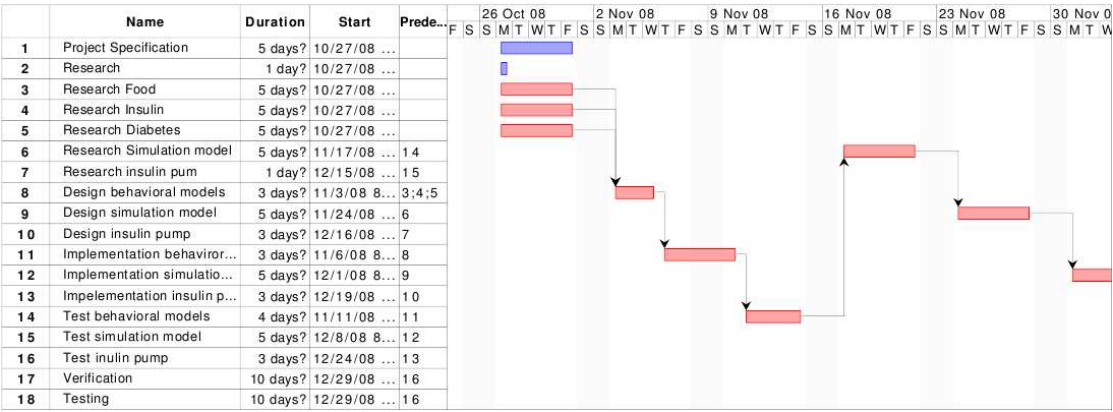 26 Oct 08 2 Nov 08 9 Nov 08 16 Nov 08 23 Nov 08 30 Nov 0
Name Duration Start Prede... F S S M T W T F S S M T W T F S S M T W T F S S M T W T F S S M T W T F S S M T W
1 Project Specification 5 days? 10/27/08 ...
2 Research 1 day? 10/27/08 ...
3 Research Food 5 days? 10/27/08 ...
4 Research Insulin 5 days? 10/27/08 ...
5 Research Diabetes 5 days? 10/27/08 ...
6 Research Simulation model 5 days? 11/17/08 ... 14
7 Research insulin pum 1 day? 12/15/08 ... 15
8 Design behavioral models 3 days? 11/3/08 8... 3;4;5
9 Design simulation model 5 days? 11/24/08 ... 6
10 Design insulin pump 3 days? 12/16/08 ... 7
11 Implementation behaviror... 3 days? 11/6/08 8... 8
12 Implementation simulatio... 5 days? 12/1/08 8... 9
13 Impelementation insulin p... 3 days? 12/19/08 ... 10
14 Test behavioral models 4 days? 11/11/08 ... 11
15 Test simulation model 5 days? 12/8/08 8... 12
16 Test inulin pump 3 days? 12/24/08 ... 13
17 Verification 10 days? 12/29/08 ... 16
18 Testing 10 days? 12/29/08 ... 16